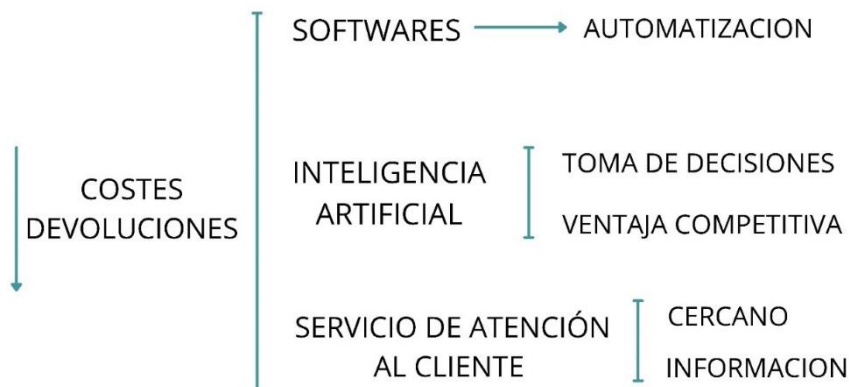 COSTES
DEVOLUCIONES
SOFTWARES
AUTOMATIZACION
INTELIGENCIA
ARTIFICIAL
TOMA DE DECISIONES
VENTAJA COMPETITIVA
SERVICIO DE ATENCIÓN
AL CLIENTE
CERCANO
INFORMACION